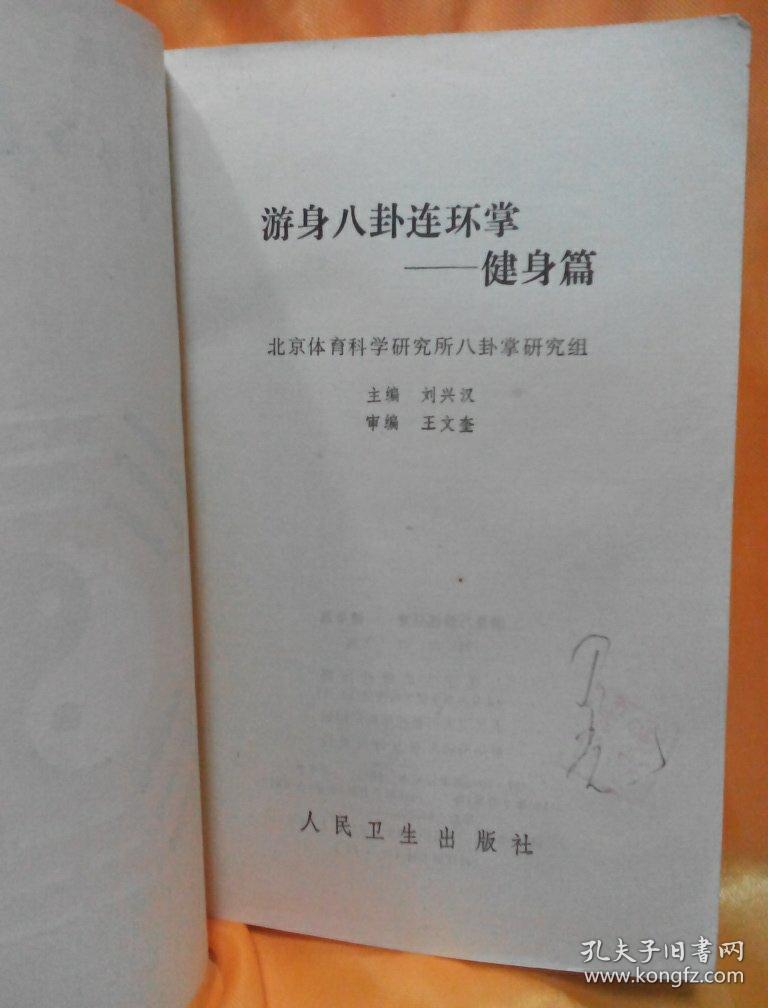 游身八卦连环掌
——健身篇
北京体育科学研究所八卦掌研究组
主编 刘兴汉
审编 王文奎
人民卫生出版社
孔夫子旧书网
www.kongfz.com